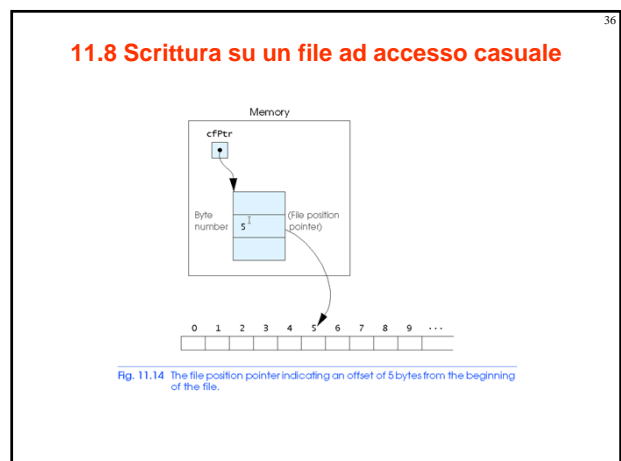 36
11.8 Scrittura su un file ad accesso casuale
Memory
cfPtr
Byte
number
5
(File position
pointer)
0 1 2 3 4 5 6 7 8 9 ...
Fig. 11.14 The file position pointer indicating an offset of 5 bytes from the beginning
of the file.